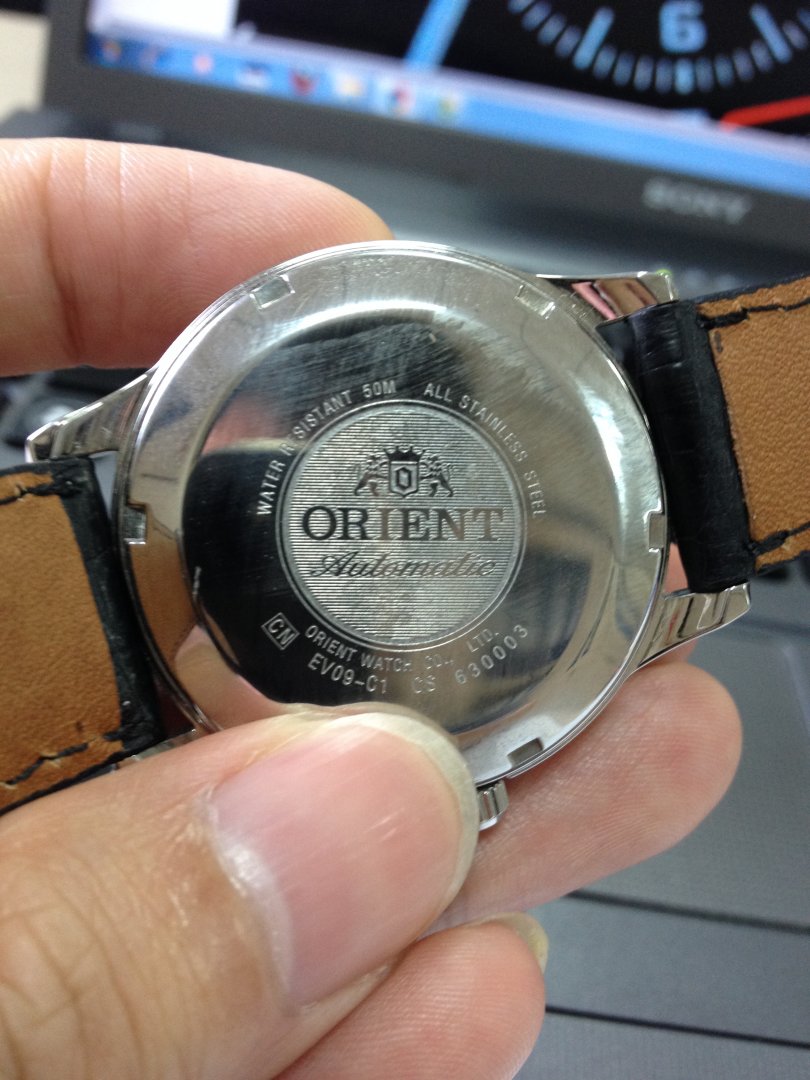 6
SONY
WATER RESISTANT 50M ALL STAINLESS STEEL
O
ORIENT
Automatic
CN
ORIENT WATCH CO., LTD.
EV09-C1 CS 630003